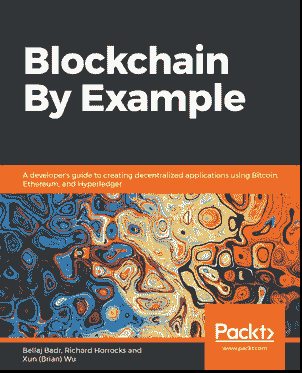 Blockchain
By Example
A developer's guide to creating decentralized applications using Bitcoin,
Ethereum, and Hyperledger
Packt>
www.packt.com
Bellaj Badr, Richard Horrocks and
Xun (Brian) Wu